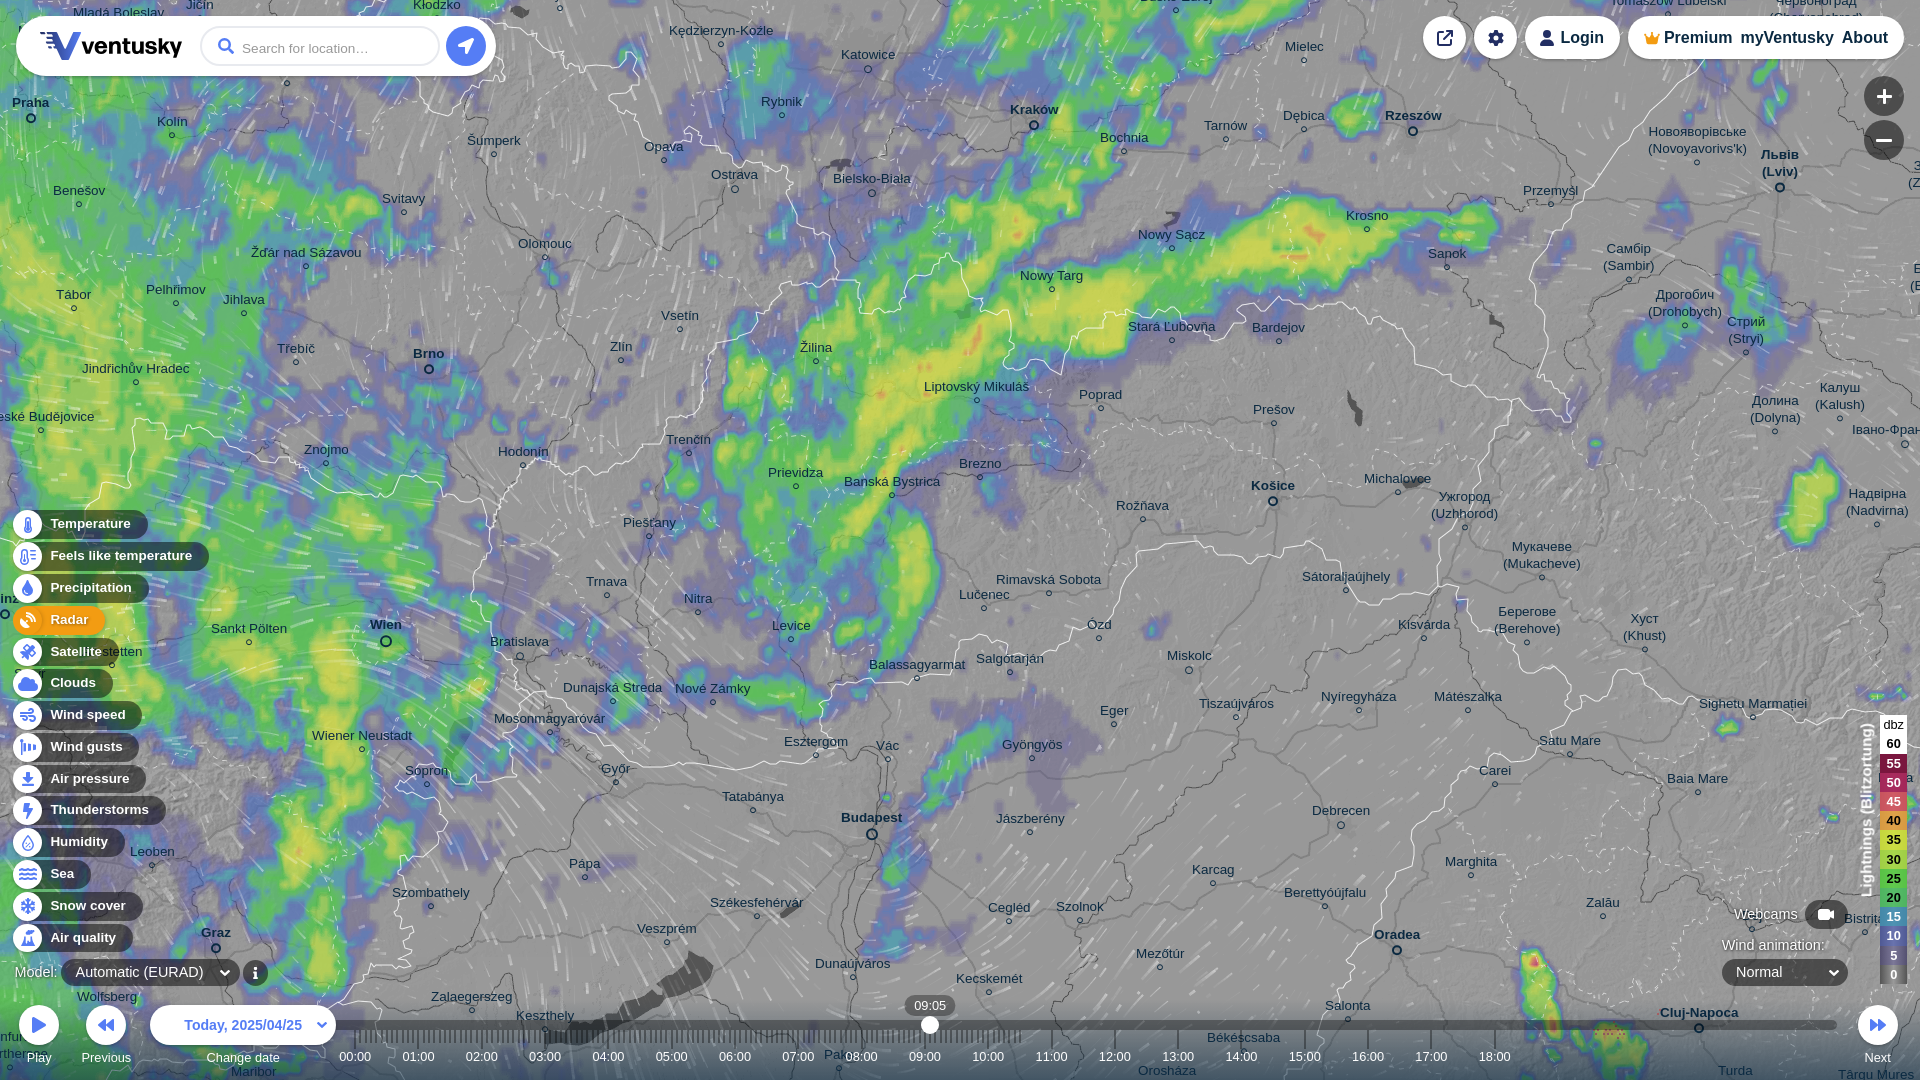 Mladá Boleslav
Jičín
Kłodzko
Kędzierzyn-Koźle
Katowice
Mielec
ventusky
Search for location…
Login
Premium myVentusky About
Praha
Kolín
Rybnik
Kraków
Bochnia
Tarnów
Dębica
Rzeszów
Новояворівське
(Novoyavorivs'k)
Львів
(Lviv)
Šumperk
Opava
Ostrava
Bielsko-Biała
Benešov
Svitavy
Przemyśl
Krosno
Nowy Sącz
Sanok
Самбір
(Sambir)
Žďár nad Sázavou
Olomouc
Nowy Targ
Tábor
Pelhřimov
Jihlava
Дрогобич
(Drohobych)
Стрий
(Stryi)
Vsetín
Stará Ľubovňa
Bardejov
Třebíč
Brno
Zlín
Žilina
Jindřichův Hradec
Liptovský Mikuláš
Poprad
Prešov
Калуш
(Kalush)
Долина
(Dolyna)
eské Budějovice
Івано-Фран
Znojmo
Hodonín
Trenčín
Prievidza
Banská Bystrica
Brezno
Košice
Michalovce
Ужгород
(Uzhhorod)
Надвірна
(Nadvirna)
Rožňava
Piešťany
Мукачеве
(Mukacheve)
Trnava
Nitra
Rimavská Sobota
Lučenec
Sátoraljaújhely
Temperature
Feels like temperature
Precipitation
Radar
Satellite
stetten
Clouds
Wind speed
Wind gusts
Air pressure
Thunderstorms
Humidity
Sea
Snow cover
Air quality
Sankt Pölten
Wien
Bratislava
Levice
Ózd
Kisvárda
Берегове
(Berehove)
Хуст
(Khust)
Balassagyarmat
Salgótarján
Miskolc
Dunajská Streda
Nové Zámky
Mosonmagyaróvár
Eger
Tiszaújváros
Nyíregyháza
Mátészalka
Sighetu Marmației
Wiener Neustadt
Esztergom
Vác
Gyöngyös
Satu Mare
Sopron
Győr
Carei
Baia Mare
Tatabánya
Budapest
Jászberény
Debrecen
Leoben
Pápa
Karcag
Marghita
Szombathely
Székesfehérvár
Cegléd
Szolnok
Berettyóújfalu
Zalău
Bistrița
Graz
Veszprém
Oradea
Dunaújváros
Kecskemét
Mezőtúr
Wolfsberg
Zalaegerszeg
Keszthely
Salonta
Cluj-Napoca
Békéscsaba
Orosháza
Turda
Târgu Mureș
Maribor
Lightnings (Blitzortung)
dbz
60
55
50
45
40
35
30
25
20
15
10
5
0
Webcams
Wind animation:
Normal
Model:
Automatic (EURAD)
Today, 2025/04/25
09:05
Play
Previous
Change date
00:00
01:00
02:00
03:00
04:00
05:00
06:00
07:00
08:00
09:00
10:00
11:00
12:00
13:00
14:00
15:00
16:00
17:00
18:00
Next